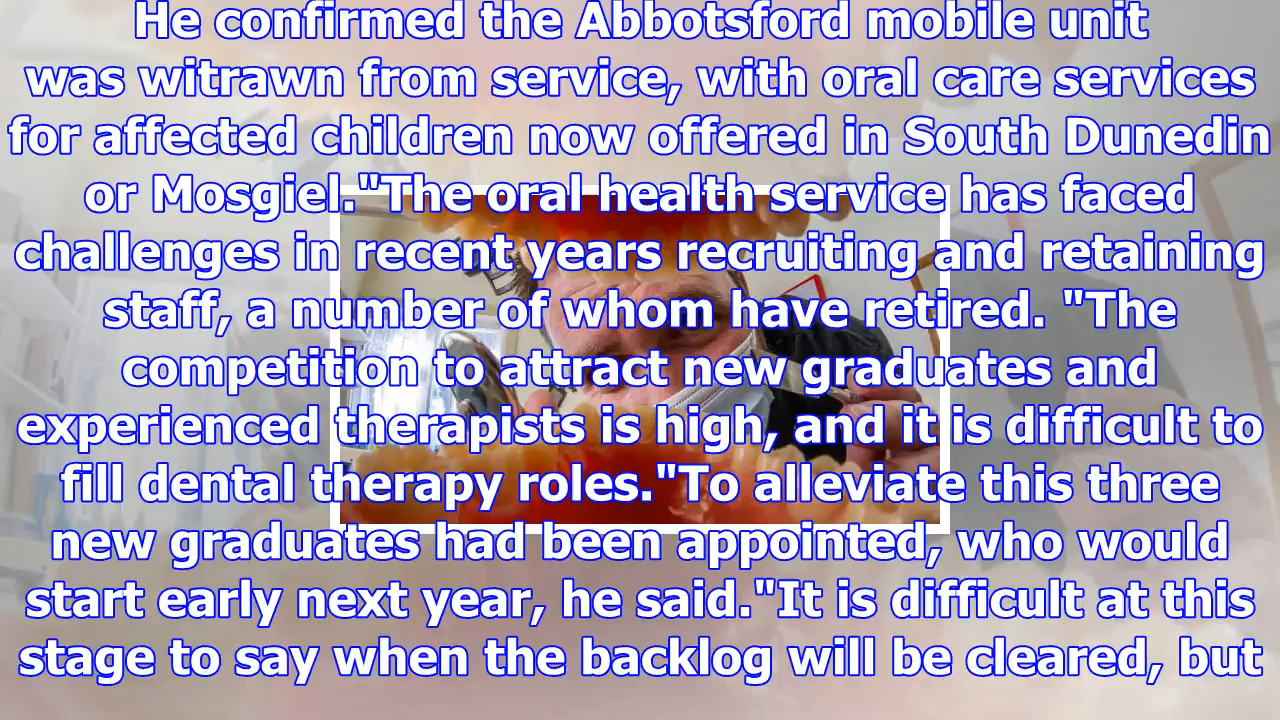 He confirmed the Abbotsford mobile unit
was witrawn from service, with oral care services
for affected children now offered in South Dunedin
or Mosgiel."The oral health service has faced
challenges in recent years recruiting and retaining
staff, a number of whom have retired. "The
competition to attract new graduates and
experienced therapists is high, and it is difficult to
fill dental therapy roles."To alleviate this three
new graduates had been appointed, who would
start early next year, he said."It is difficult at this
stage to say when the backlog will be cleared, but